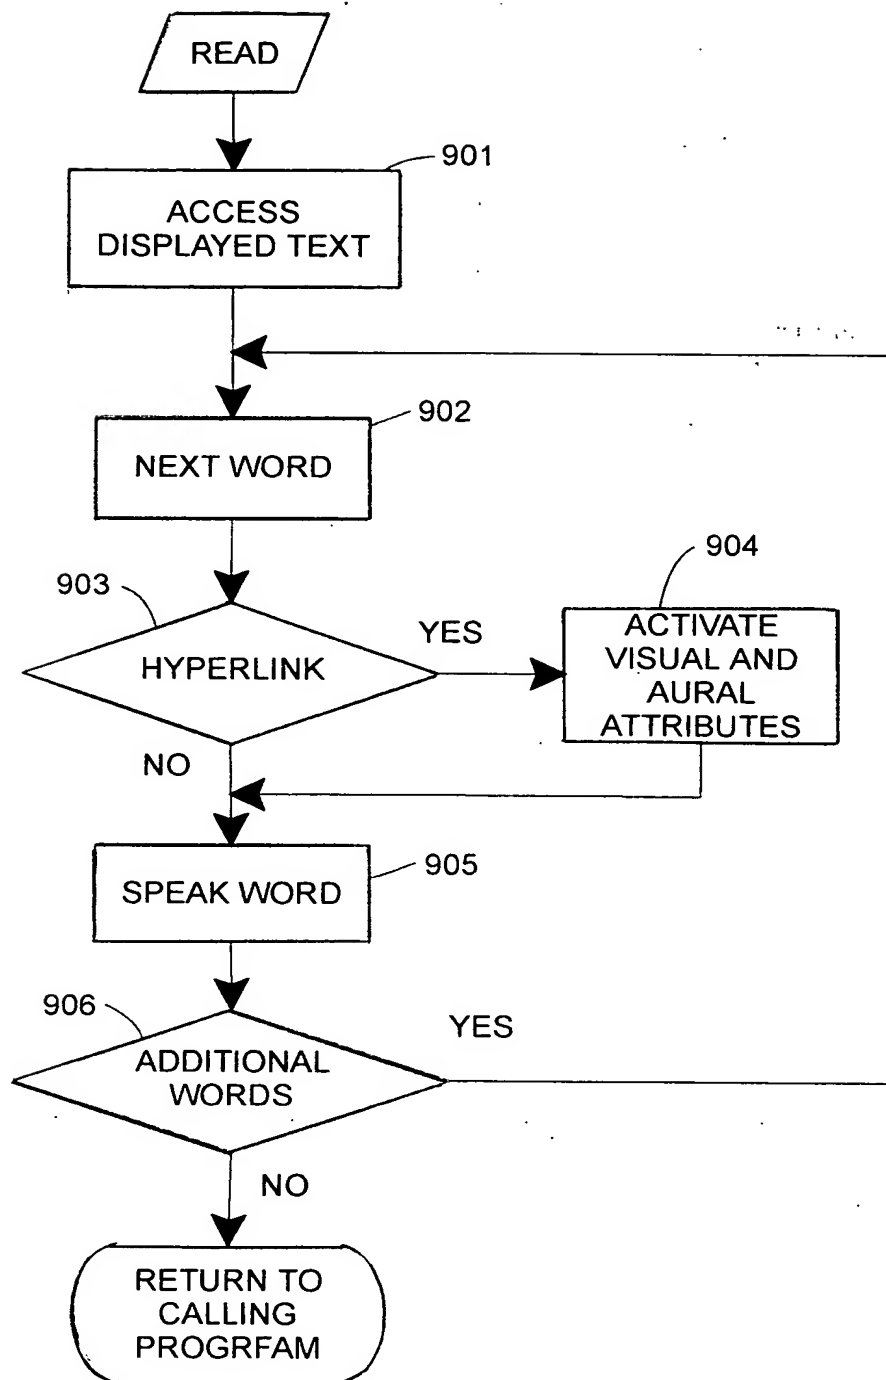 READ
901
ACCESS
DISPLAYED TEXT
902
NEXT WORD
903
HYPERLINK
YES
904
ACTIVATE
VISUAL AND
AURAL
ATTRIBUTES
NO
905
SPEAK WORD
906
ADDITIONAL
WORDS
YES
NO
RETURN TO
CALLING
PROGRFAM